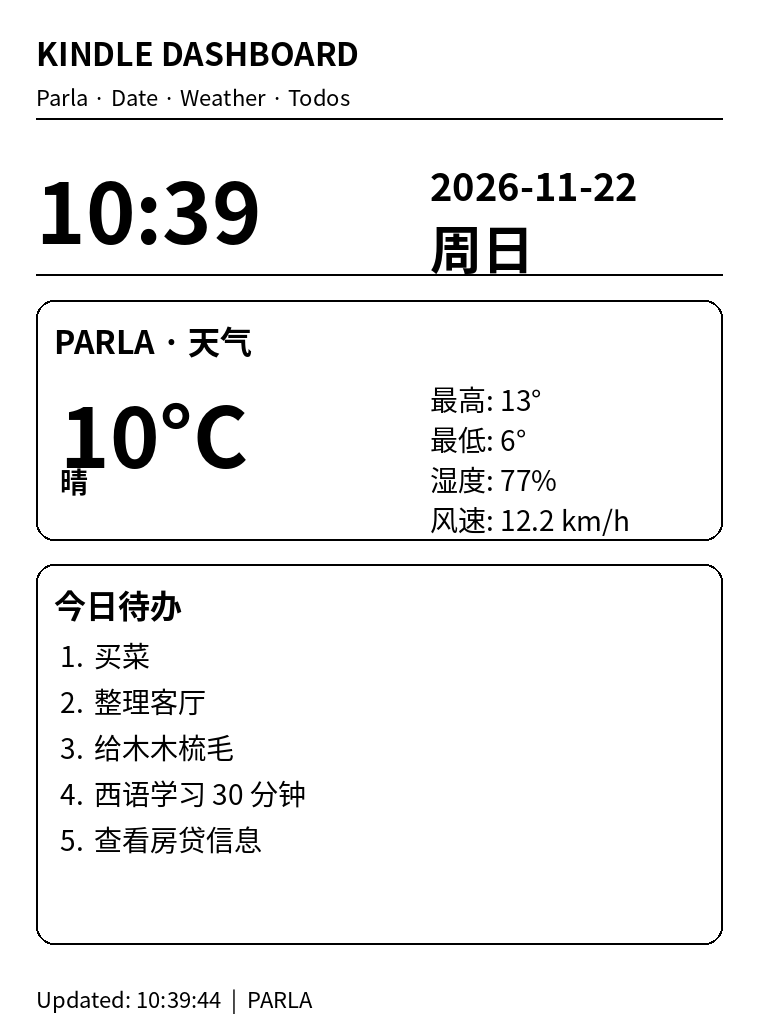 KINDLE DASHBOARD
Parla · Date · Weather · Todos
10:39
2026-11-22
周日
PARLA · 天气
10°C
晴
最高: 13°
最低: 6°
湿度: 77%
风速: 12.2 km/h
今日待办
1. 买菜
2. 整理客厅
3. 给木木梳毛
4. 西语学习 30 分钟
5. 查看房贷信息
Updated: 10:39:44 | PARLA